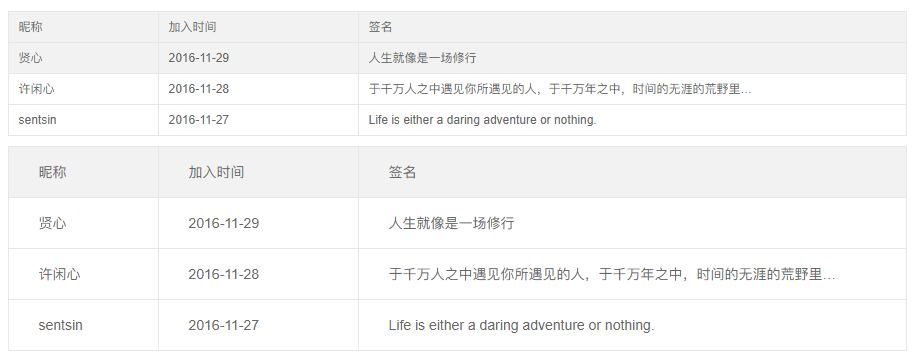 昵称 加入时间 签名
贤心 2016-11-29 人生就像是一场修行
许闲心 2016-11-28 于千万人之中遇见你所遇见的人，于千万年之中，时间的无涯的荒野里…
sentsin 2016-11-27 Life is either a daring adventure or nothing.
昵称 加入时间 签名
贤心 2016-11-29 人生就像是一场修行
许闲心 2016-11-28 于千万人之中遇见你所遇见的人，于千万年之中，时间的无涯的荒野里…
sentsin 2016-11-27 Life is either a daring adventure or nothing.